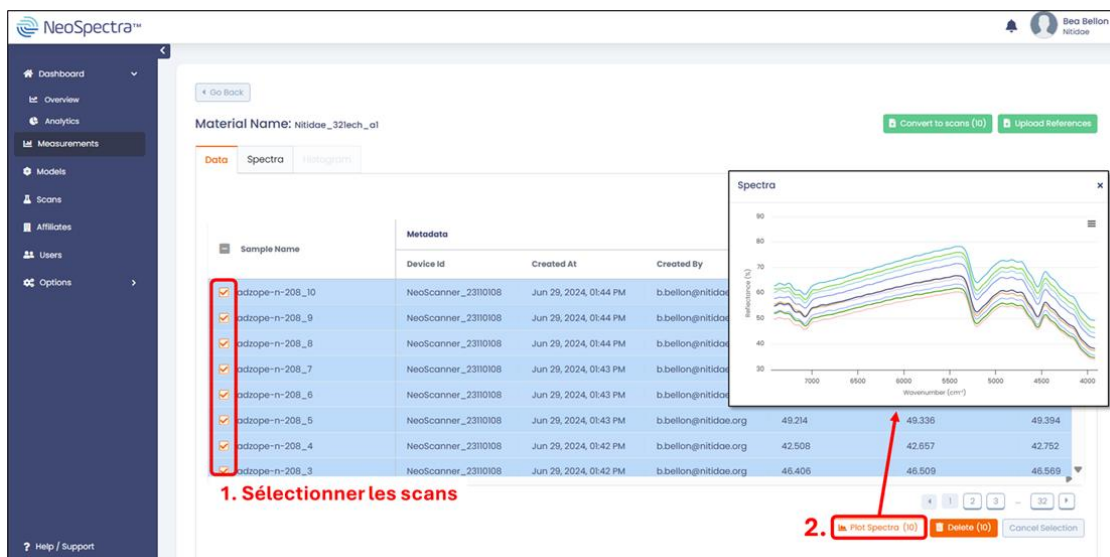 NeoSpectra™
Bea Bellon
Nitidae
Dashboard
Overview
Analytics
Measurements
Models
Scans
Affiliates
Users
Options
Help / Support
Go Back
Material Name: Nitidae_321ech_a1
Convert to scans (10)
Upload References
Data Spectra Histogram
Sample Name
Metadata
Device Id Created At Created By
adzope-n-208_10 NeoScanner_23110108 Jun 29, 2024, 01:44 PM b.bellon@nitidae
adzope-n-208_9 NeoScanner_23110108 Jun 29, 2024, 01:44 PM b.bellon@nitidae
adzope-n-208_8 NeoScanner_23110108 Jun 29, 2024, 01:44 PM b.bellon@nitidae
adzope-n-208_7 NeoScanner_23110108 Jun 29, 2024, 01:43 PM b.bellon@nitidae
adzope-n-208_6 NeoScanner_23110108 Jun 29, 2024, 01:43 PM b.bellon@nitidae
adzope-n-208_5 NeoScanner_23110108 Jun 29, 2024, 01:43 PM b.bellon@nitidae.org 49.214 49.336 49.394
adzope-n-208_4 NeoScanner_23110108 Jun 29, 2024, 01:42 PM b.bellon@nitidae.org 42.508 42.657 42.752
adzope-n-208_3 NeoScanner_23110108 Jun 29, 2024, 01:42 PM b.bellon@nitidae.org 46.406 46.509 46.569
Spectra
90
80
70
60
50
40
30
Reflectance (%)
7000 6500 6000 5500 5000 4500 4000
Wavenumber (cm⁻¹)
1. Sélectionner les scans
1 2 3 … 32
2.
Plot Spectra (10)
Delete (10)
Cancel Selection